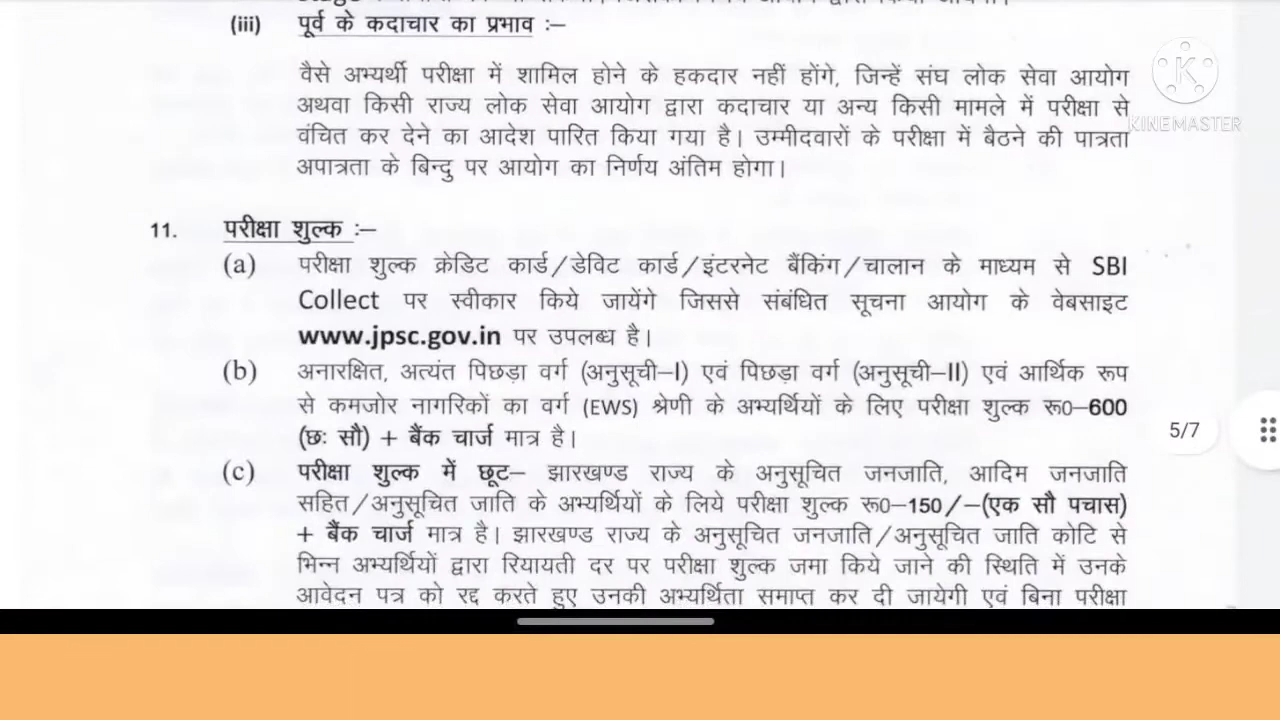 (iii) पूर्व के कदाचार का प्रभाव :–
वैसे अभ्यर्थी परीक्षा में शामिल होने के हकदार नहीं होंगे, जिन्हें संघ लोक सेवा आयोग
अथवा किसी राज्य लोक सेवा आयोग द्वारा कदाचार या अन्य किसी मामले में परीक्षा से
वंचित कर देने का आदेश पारित किया गया है। उम्मीदवारों के परीक्षा में बैठने की पात्रता
अपात्रता के बिन्दु पर आयोग का निर्णय अंतिम होगा।
KINEMASTER
11. परीक्षा शुल्क :–
(a) परीक्षा शुल्क क्रेडिट कार्ड/डेविट कार्ड/इंटरनेट बैंकिंग/चालान के माध्यम से SBI
Collect पर स्वीकार किये जायेंगे जिससे संबंधित सूचना आयोग के वेबसाइट
www.jpsc.gov.in पर उपलब्ध है।
(b) अनारक्षित, अत्यंत पिछड़ा वर्ग (अनुसूची–I) एवं पिछड़ा वर्ग (अनुसूची–II) एवं आर्थिक रूप
से कमजोर नागरिकों का वर्ग (EWS) श्रेणी के अभ्यर्थियों के लिए परीक्षा शुल्क रू0–600
(छः सौ) + बैंक चार्ज मात्र है।
5/7
(c) परीक्षा शुल्क में छूट– झारखण्ड राज्य के अनुसूचित जनजाति, आदिम जनजाति
सहित/अनुसूचित जाति के अभ्यर्थियों के लिये परीक्षा शुल्क रू0–150/–(एक सौ पचास)
+ बैंक चार्ज मात्र है। झारखण्ड राज्य के अनुसूचित जनजाति/अनुसूचित जाति कोटि से
भिन्न अभ्यर्थियों द्वारा रियायती दर पर परीक्षा शुल्क जमा किये जाने की स्थिति में उनके
आवेदन पत्र को रद्द करते हुए उनकी अभ्यर्थिता समाप्त कर दी जायेगी एवं बिना परीक्षा